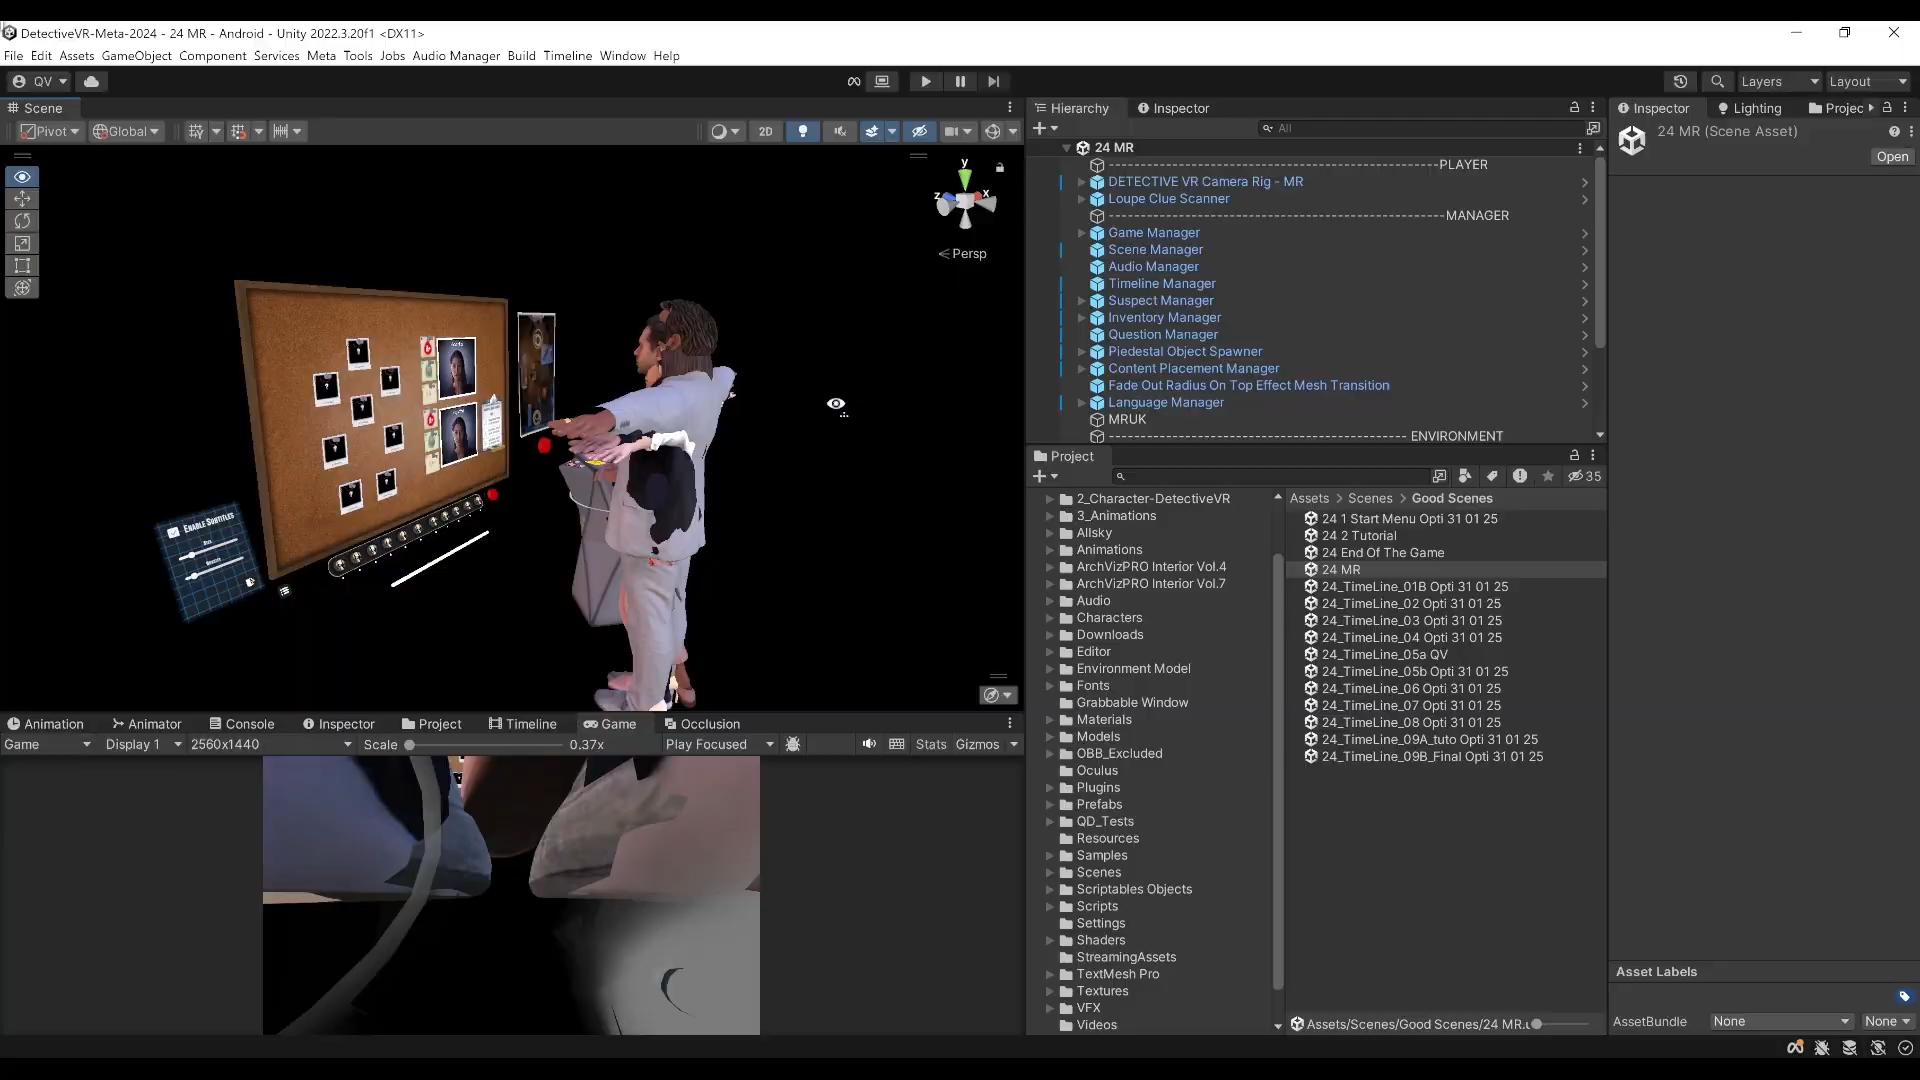 DetectiveVR-Meta-2024 - 24 MR - Android - Unity 2022.3.20f1 <DX11>
File Edit Assets GameObject Component Services Meta Tools Jobs Audio Manager Build Timeline Window Help
QV
Layers
Layout
Scene
Pivot
Global
2D
y
z
x
Persp
ENABLE SUBTITLES
Hierarchy
Inspector
All
24 MR
-----------------------------------------------PLAYER
DETECTIVE VR Camera Rig - MR
Loupe Clue Scanner
------------------------------------------------MANAGER
Game Manager
Scene Manager
Audio Manager
Timeline Manager
Suspect Manager
Inventory Manager
Question Manager
Piedestal Object Spawner
Content Placement Manager
Fade Out Radius On Top Effect Mesh Transition
Language Manager
MRUK
------------------------------------------- ENVIRONMENT
Inspector
Lighting
Projec
24 MR (Scene Asset)
Open
Project
35
2_Character-DetectiveVR
3_Animations
Allsky
Animations
ArchVizPRO Interior Vol.4
ArchVizPRO Interior Vol.7
Audio
Characters
Downloads
Editor
Environment Model
Fonts
Grabbable Window
Materials
Models
OBB_Excluded
Oculus
Plugins
Prefabs
QD_Tests
Resources
Samples
Scenes
Scriptables Objects
Scripts
Settings
Shaders
StreamingAssets
TextMesh Pro
Textures
VFX
Videos
Assets > Scenes > Good Scenes
24 1 Start Menu Opti 31 01 25
24 2 Tutorial
24 End Of The Game
24 MR
24_TimeLine_01B Opti 31 01 25
24_TimeLine_02 Opti 31 01 25
24_TimeLine_03 Opti 31 01 25
24_TimeLine_04 Opti 31 01 25
24_TimeLine_05a QV
24_TimeLine_05b Opti 31 01 25
24_TimeLine_06 Opti 31 01 25
24_TimeLine_07 Opti 31 01 25
24_TimeLine_08 Opti 31 01 25
24_TimeLine_09A_tuto Opti 31 01 25
24_TimeLine_09B_Final Opti 31 01 25
Assets/Scenes/Good Scenes/24 MR.u
Animation
Animator
Console
Inspector
Project
Timeline
Game
Occlusion
Game
Display 1
2560x1440
Scale
0.37x
Play Focused
Stats
Gizmos
Asset Labels
AssetBundle
None
None